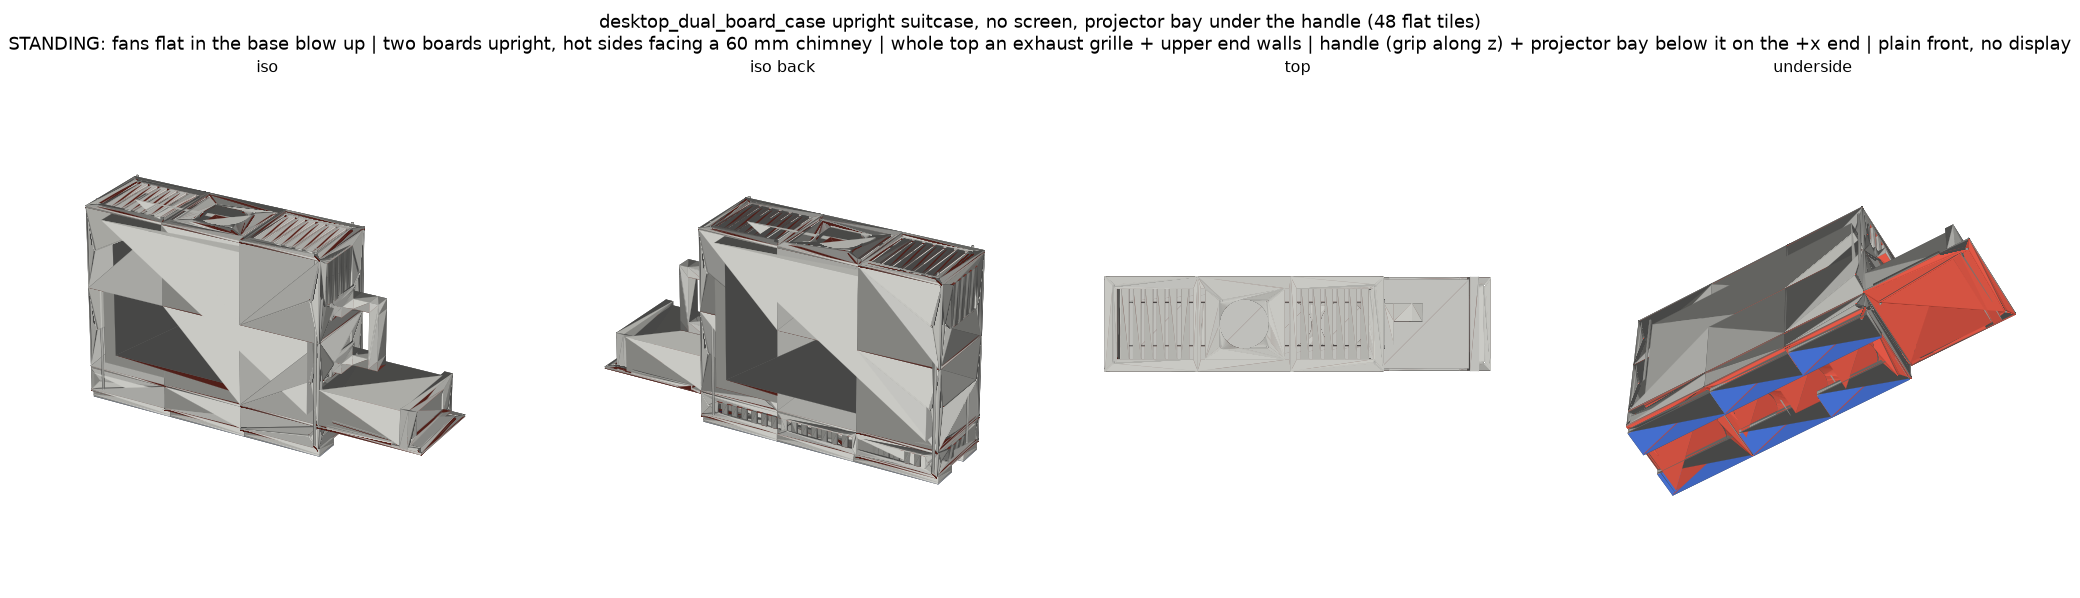 desktop_dual_board_case upright suitcase, no screen, projector bay under the handle (48 flat tiles)
STANDING: fans flat in the base blow up | two boards upright, hot sides facing a 60 mm chimney | whole top an exhaust grille + upper end walls | handle (grip along z) + projector bay below it on the +x end | plain front, no display
iso
iso back
top
underside